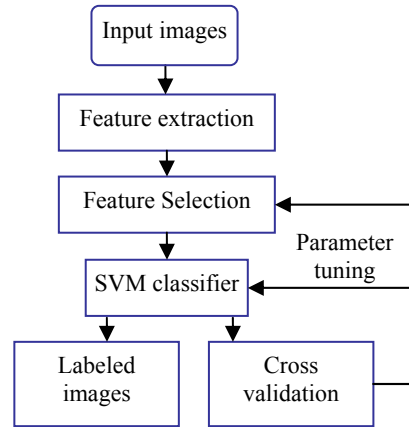 Input images
Feature extraction
Feature Selection
Parameter
tuning
SVM classifier
Labeled
images
Cross
validation